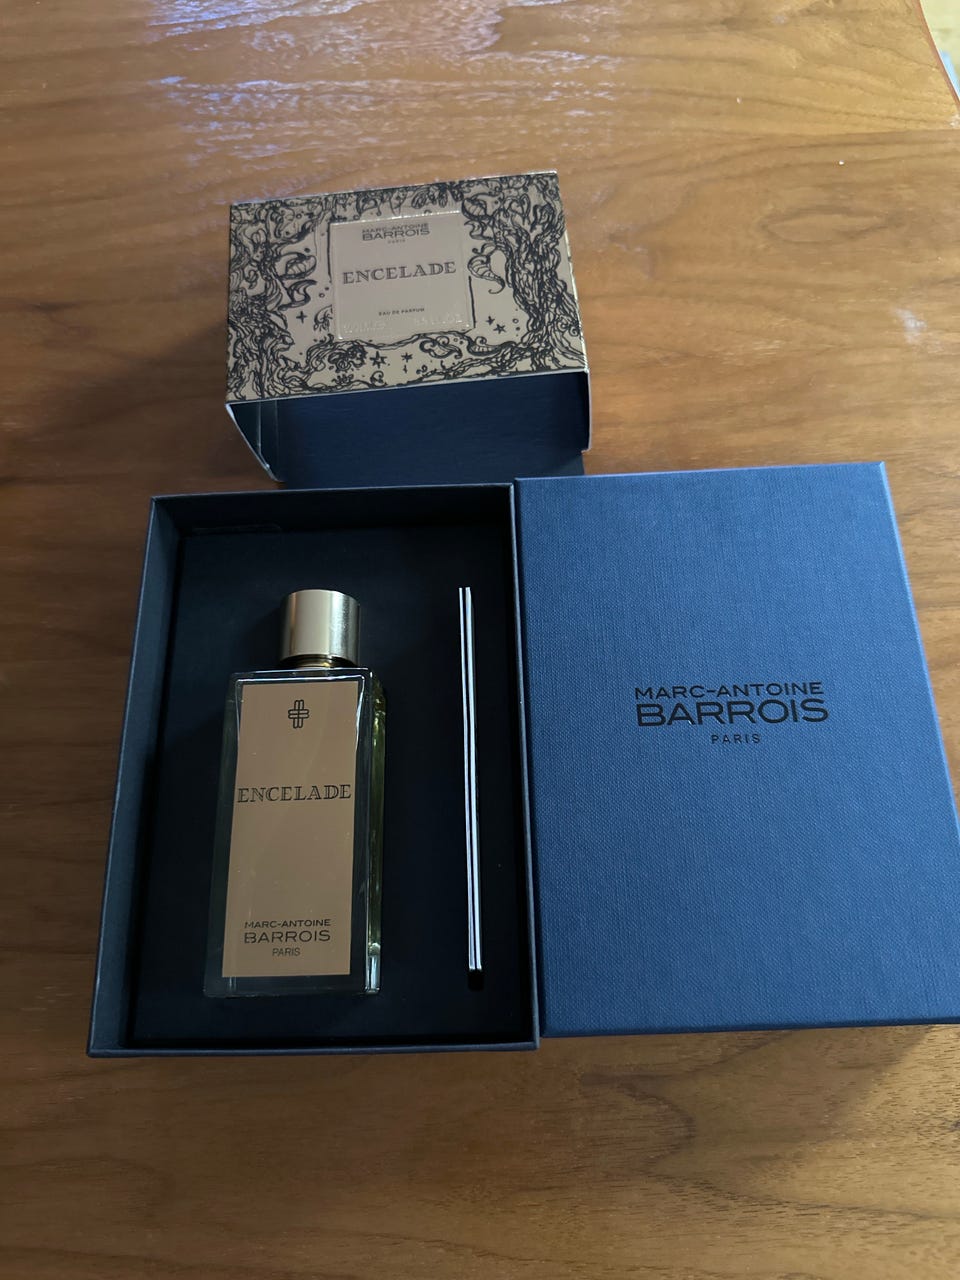 MARC-ANTOINE
BARROIS
PARIS
ENCELADE
EAU DE PARFUM
ENCELADE
MARC-ANTOINE
BARROIS
PARIS
MARC-ANTOINE
BARROIS
PARIS